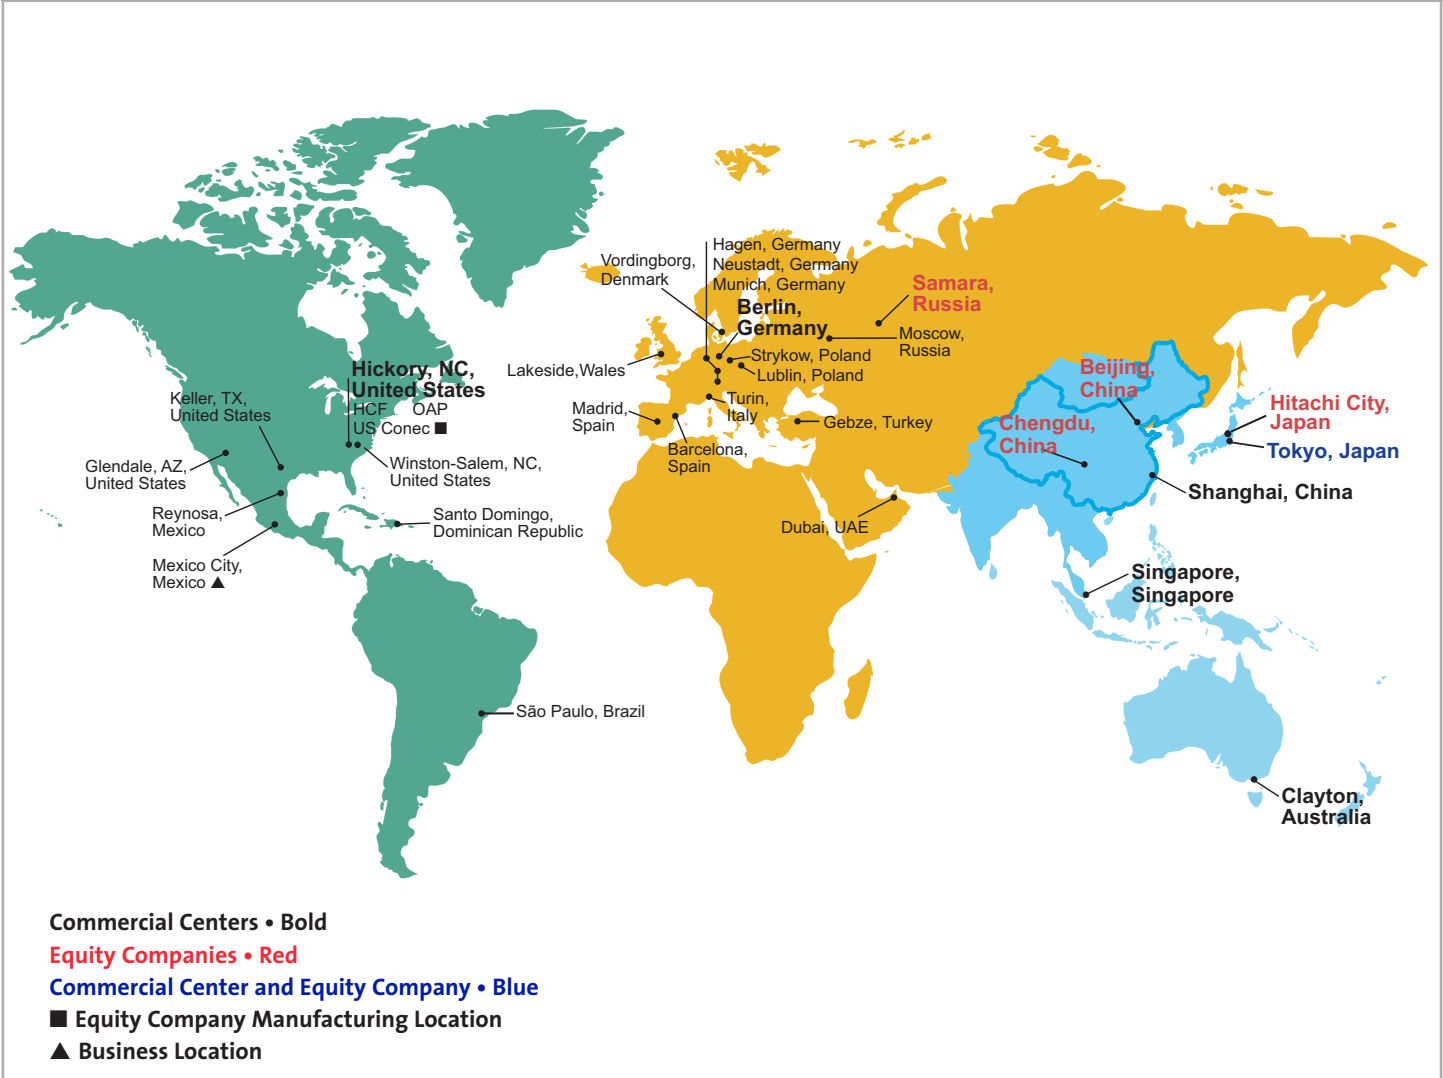 Hagen, Germany
Neustadt, Germany
Munich, Germany
Vordingborg,
Denmark
Berlin,
Germany
Samara,
Russia
Moscow,
Russia
Strykow, Poland
Lublin, Poland
Lakeside,Wales
Turin,
Italy
Madrid,
Spain
Barcelona,
Spain
Gebze, Turkey
Dubai, UAE
Hickory, NC,
United States
HCF OAP
US Conec ■
Keller, TX,
United States
Winston-Salem, NC,
United States
Glendale, AZ,
United States
Reynosa,
Mexico
Mexico City,
Mexico ▲
Santo Domingo,
Dominican Republic
São Paulo, Brazil
Beijing,
China
Chengdu,
China
Hitachi City,
Japan
Tokyo, Japan
Shanghai, China
Singapore,
Singapore
Clayton,
Australia
Commercial Centers • Bold
Equity Companies • Red
Commercial Center and Equity Company • Blue
■ Equity Company Manufacturing Location
▲ Business Location